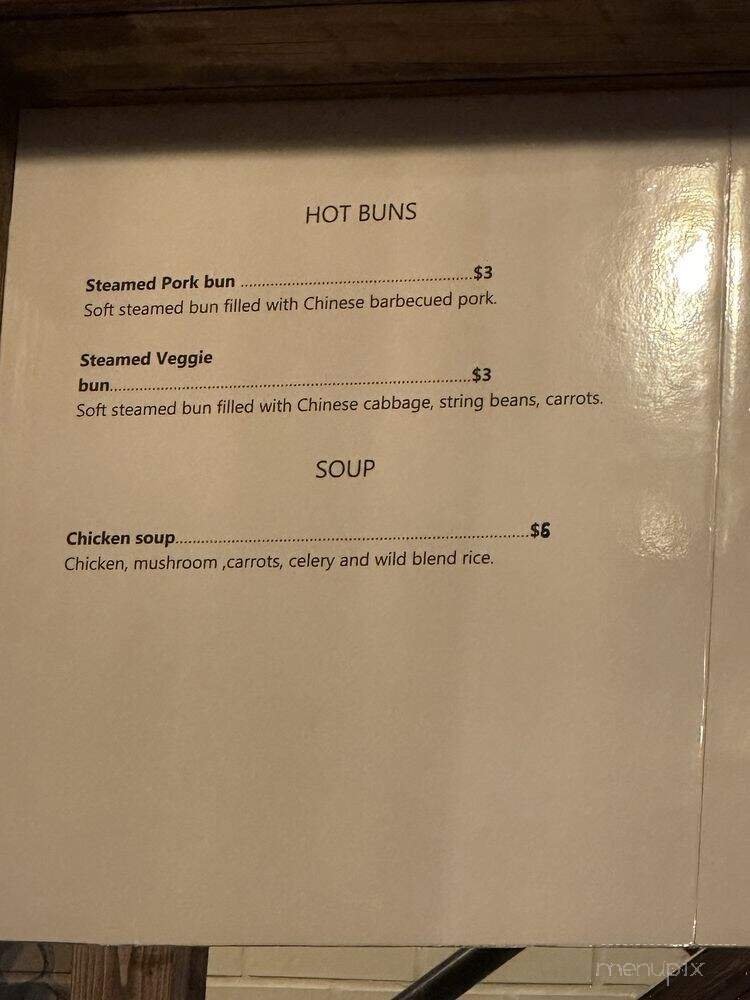 HOT BUNS
Steamed Pork bun ..............................................$3
Soft steamed bun filled with Chinese barbecued pork.
Steamed Veggie
bun........................................................................$3
Soft steamed bun filled with Chinese cabbage, string beans, carrots.
SOUP
Chicken soup......................................................................$6
Chicken, mushroom ,carrots, celery and wild blend rice.
menupix